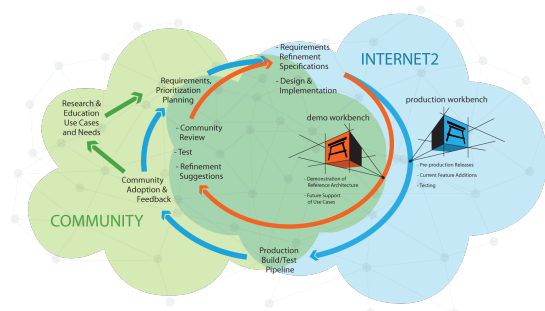 - Requirements
Refinement
Specifications
- Design &
Implementation
INTERNET2
Requirements,
Prioritization
Planning
Research &
Education
Use Cases
and Needs
production workbench
demo workbench
- Community
Review
- Test
- Refinement
Suggestions
- Pre-production Releases
- Current Feature Additions
- Testing
- Demonstration of
Reference Architecture
- Future Support
of Use Cases
Community
Adoption &
Feedback
COMMUNITY
Production
Build/Test
Pipeline